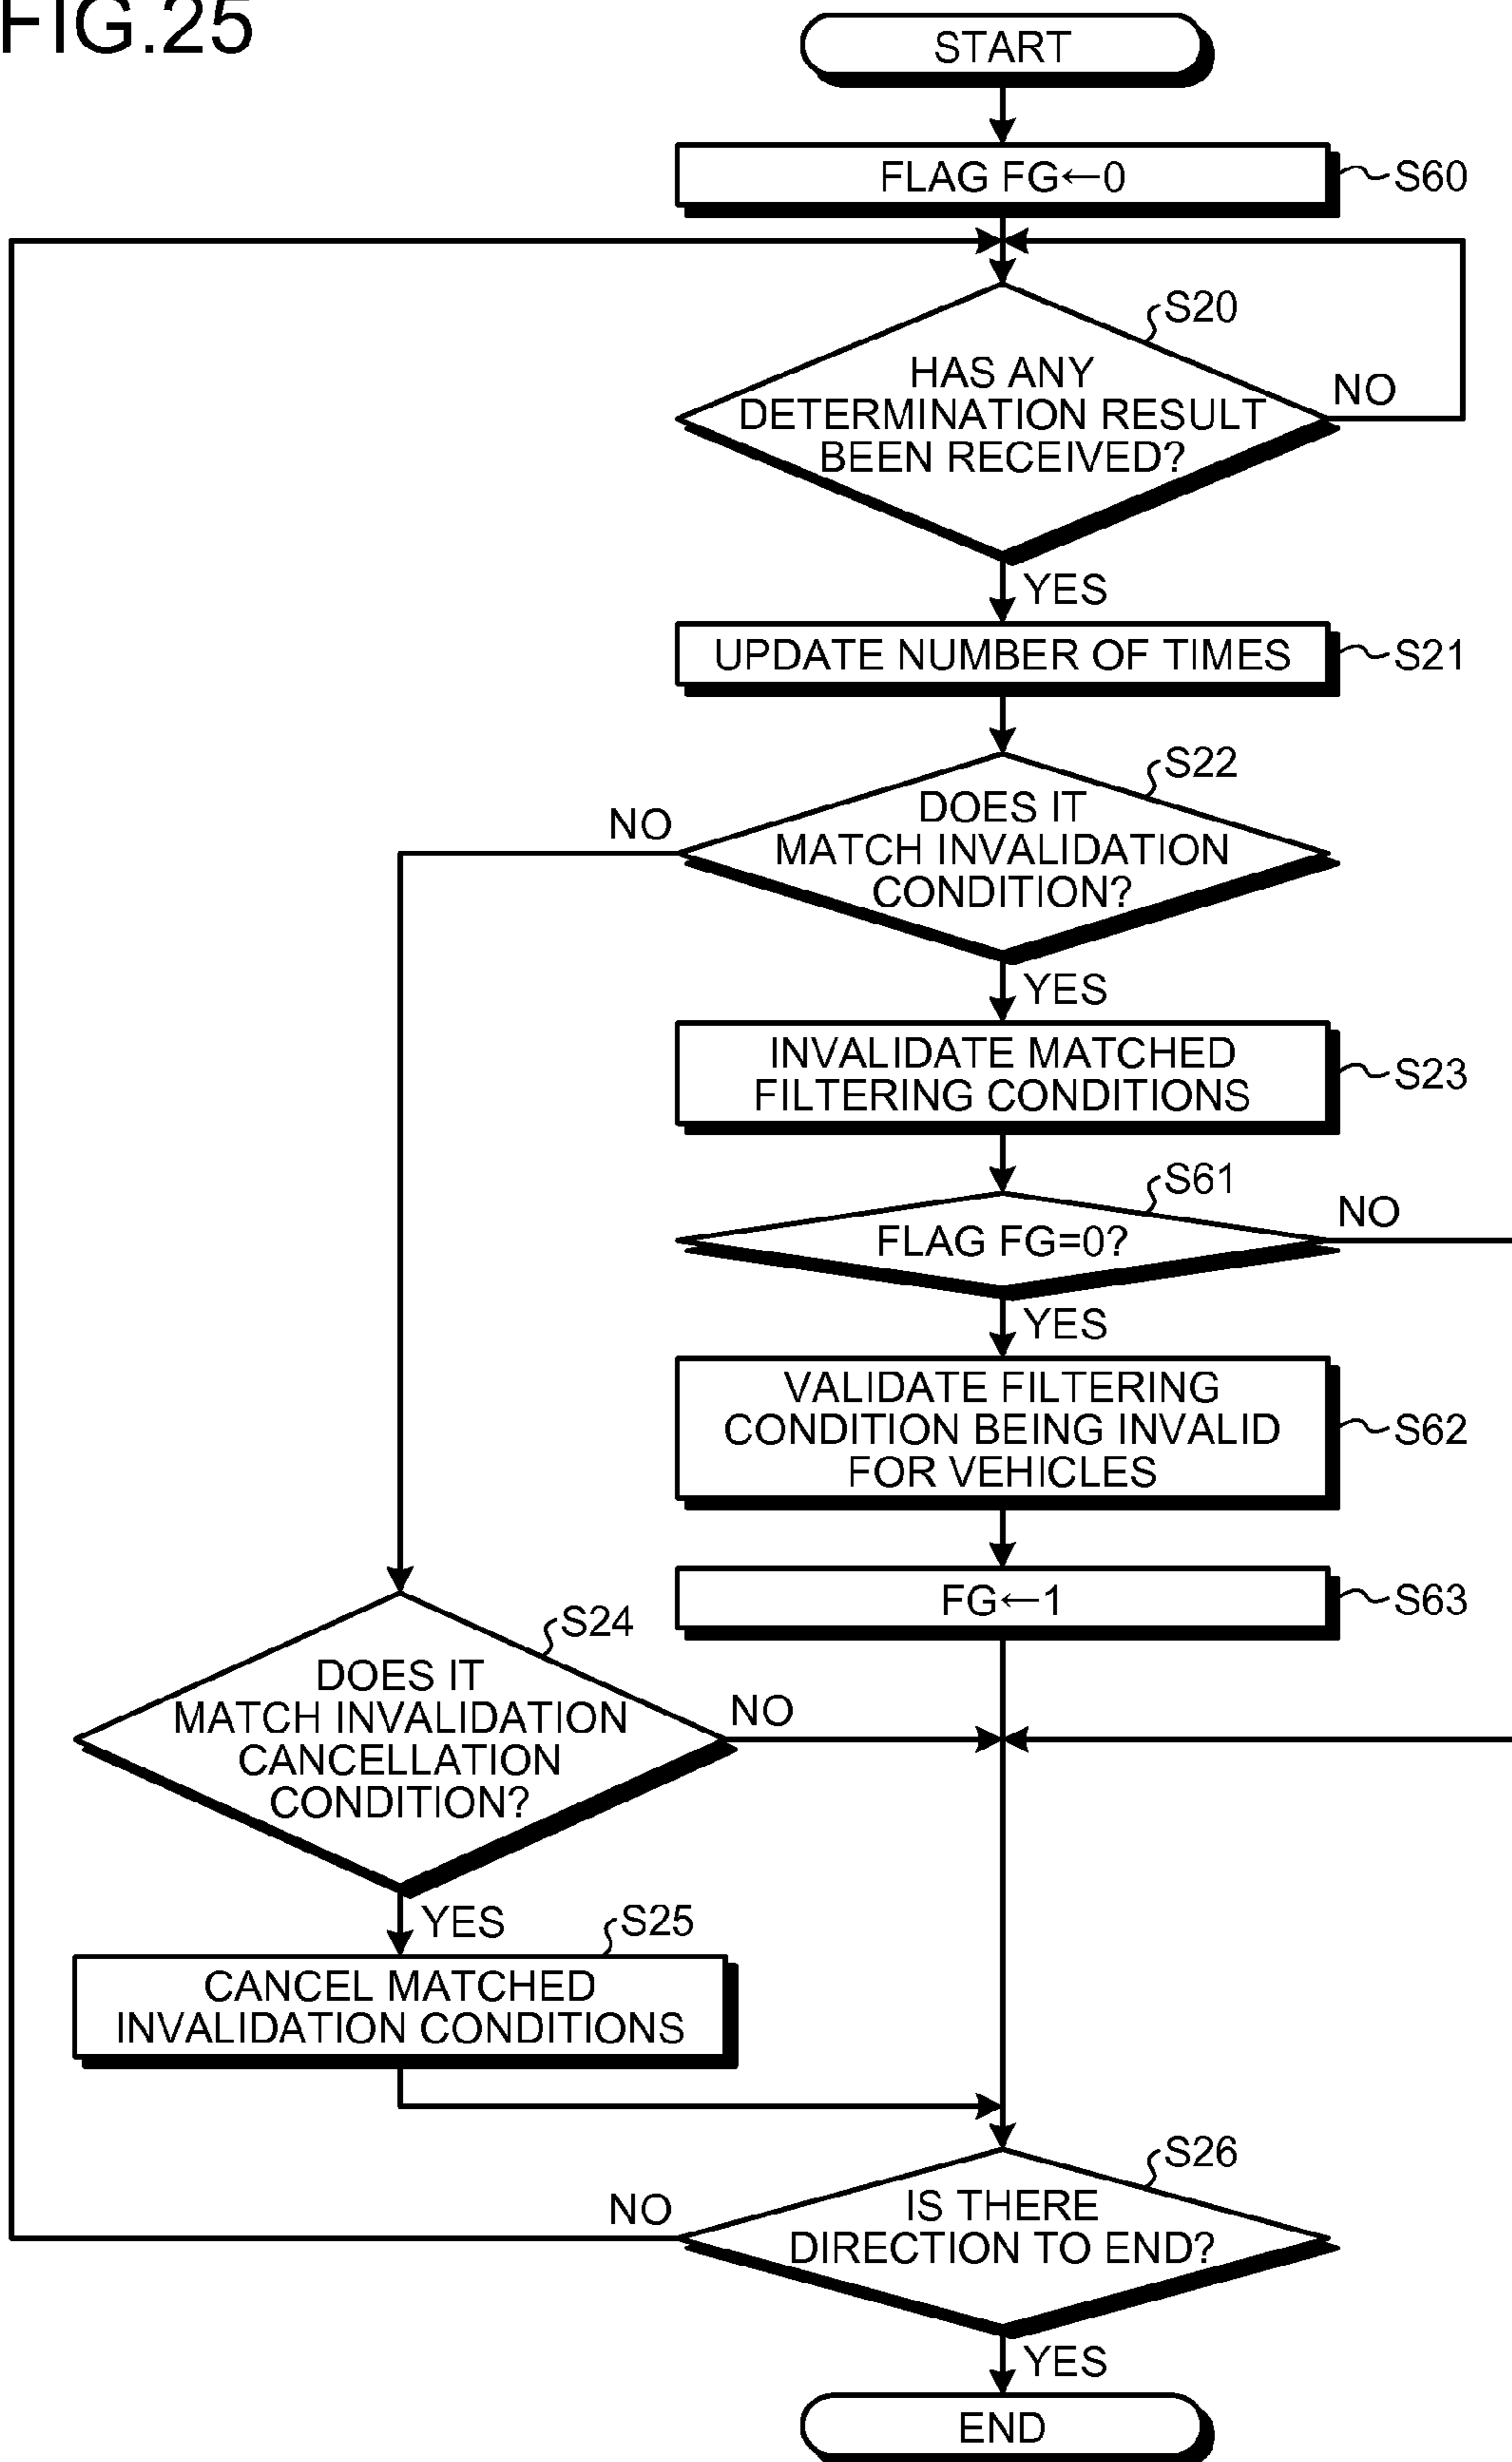 FIG.25
START
FLAG FG←0
S60
S20
HAS ANY
DETERMINATION RESULT
BEEN RECEIVED?
NO
YES
UPDATE NUMBER OF TIMES
S21
S22
DOES IT
MATCH INVALIDATION
CONDITION?
NO
YES
INVALIDATE MATCHED
FILTERING CONDITIONS
S23
S61
FLAG FG=0?
NO
YES
VALIDATE FILTERING
CONDITION BEING INVALID
FOR VEHICLES
S62
FG←1
S63
S24
DOES IT
MATCH INVALIDATION
CANCELLATION
CONDITION?
NO
YES
S25
CANCEL MATCHED
INVALIDATION CONDITIONS
S26
IS THERE
DIRECTION TO END?
NO
YES
END